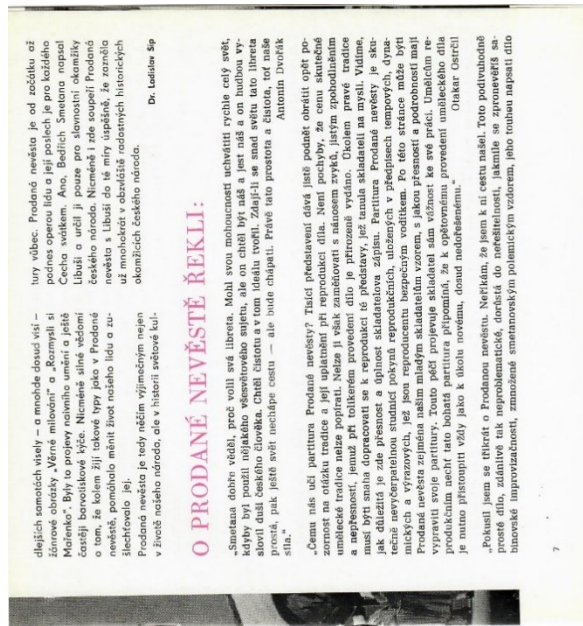 dlejších samotách visely — a mnohde dosud visí —
žánrové obrázky „Věrné milování" a „Rozmysli si
Mařenko". Byly to projevy naivního umění a ještě
častěji barvotiskové kýče. Nicméně silné vědomí
o tom, že kolem žijí takové typy jako v Prodané
nevěstě, pomáhalo měnit život našeho lidu a zu-
šlechťovalo jej.
Prodaná nevěsta je tedy něčím výjimečným nejen
v životě našeho národa, ale v historii světové kul-
tury vůbec. Prodaná nevěsta je od začátku až
podnes operou lidu a její poslech je pro každého
Čecha svátkem. Ano, Bedřich Smetana napsal
Libuši a určil ji pouze pro slavnostní okamžiky
českého národa. Nicméně i zde soupeří Prodaná
nevěsta s Libuší do té míry úspěšně, že zazněla
už mnohokrát v obzvláště radostných historických
okamžicích českého národa.
Dr. Ladislav Šíp
O PRODANÉ NEVĚSTĚ ŘEKLI:
„Smetana dobře věděl, proč volil svá libreta. Mohl svou mohoucností uchvátiti rychle celý svět,
kdyby byl použil nějakého všesvětového sujetu, ale on chtěl být náš a jest náš a on hudbou vy-
slovil duši českého člověka. Chtěl čistotu a v tom ideálu tvořil. Zdají-li se snad světu tato libreta
prostá, pak ještě svět nechápe cestu — ale bude chápati. Právě tato prostota a čistota, toť naše
síla."
Antonín Dvořák
„Čemu nás učí partitura Prodané nevěsty? Tisící představení dává jistě podnět obrátit opět po-
zornost na otázku tradice a její uplatnění při reprodukci díla. Není pochyby, že cenu skutečné
umělecké tradice nelze popírati. Nelze ji však zaměňovati s nánosem zvyků, jistým zpohodlněním
a nepřesností, jemuž při tolikerém provedení dílo je přirozeně vydáno. Úkolem pravé tradice
musí býti snaha dopracovati se k reprodukci té představy, jež tanula skladateli na mysli. Vidíme,
jak důležitá je zde přesnost a úplnost skladatelova zápisu. Partitura Prodané nevěsty je sku-
tečně nevyčerpatelnou studnicí pokynů reprodukčních, uložených v předpisech tempových, dyna-
mických a výrazových, jež jsou reproducentu bezpečným vodítkem. Po této stránce může býti
Prodaná nevěsta zejména našim mladým skladatelům vzorem, s jakou přesností a podrobností mají
vypraviti svoje partitury. Touto péčí projevuje skladatel sám vážnost ke své práci. Umělcům re-
produkčním nechť tato bohatá partitura připomíná, že k opětovnému provedení uměleckého díla
je nutno přistoupiti vždy jako k úkolu novému, dosud nedořešenému."
Otakar Ostrčil
„Pokusil jsem se třikrát o Prodanou nevěstu. Neříkám, že jsem k ní cestu našel. Toto podivuhodně
prosté dílo, zdánlivě tak neproblematické, dorůstá do neřešitelnosti, jakmile se zpronevěříš sa-
binovské improvizačnosti, zmnožené smetanovským polemickým vzdorem, jeho touhou napsati dílo
7